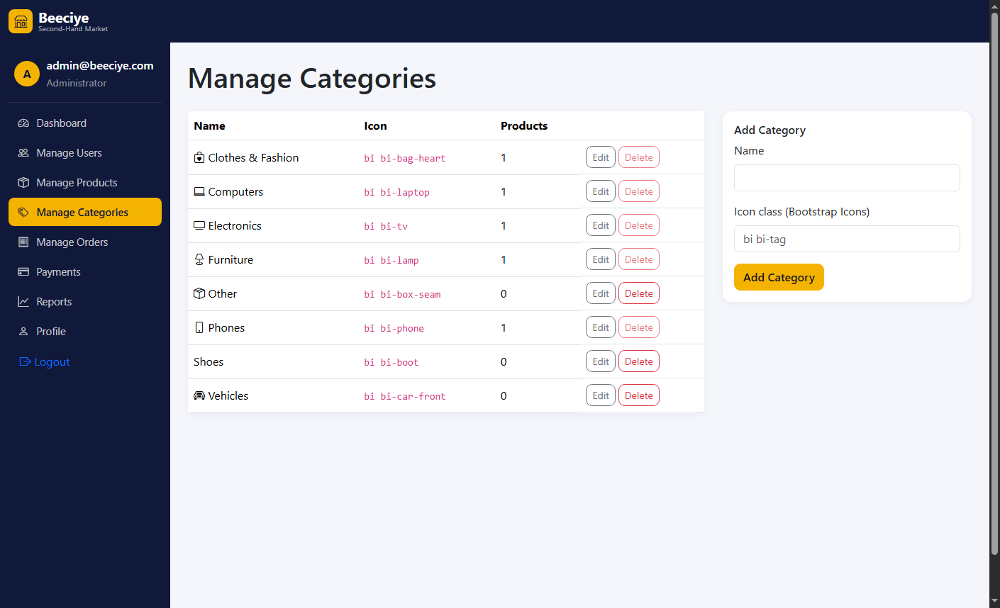 Beeciye
Second-Hand Market
A
admin@beeciye.com
Administrator
Dashboard
Manage Users
Manage Products
Manage Categories
Manage Orders
Payments
Reports
Profile
Logout
Manage Categories
Name Icon Products
Clothes & Fashion bi bi-bag-heart 1 Edit Delete
Computers bi bi-laptop 1 Edit Delete
Electronics bi bi-tv 1 Edit Delete
Furniture bi bi-lamp 1 Edit Delete
Other bi bi-box-seam 0 Edit Delete
Phones bi bi-phone 1 Edit Delete
Shoes bi bi-boot 0 Edit Delete
Vehicles bi bi-car-front 0 Edit Delete
Add Category
Name
Icon class (Bootstrap Icons)
bi bi-tag
Add Category